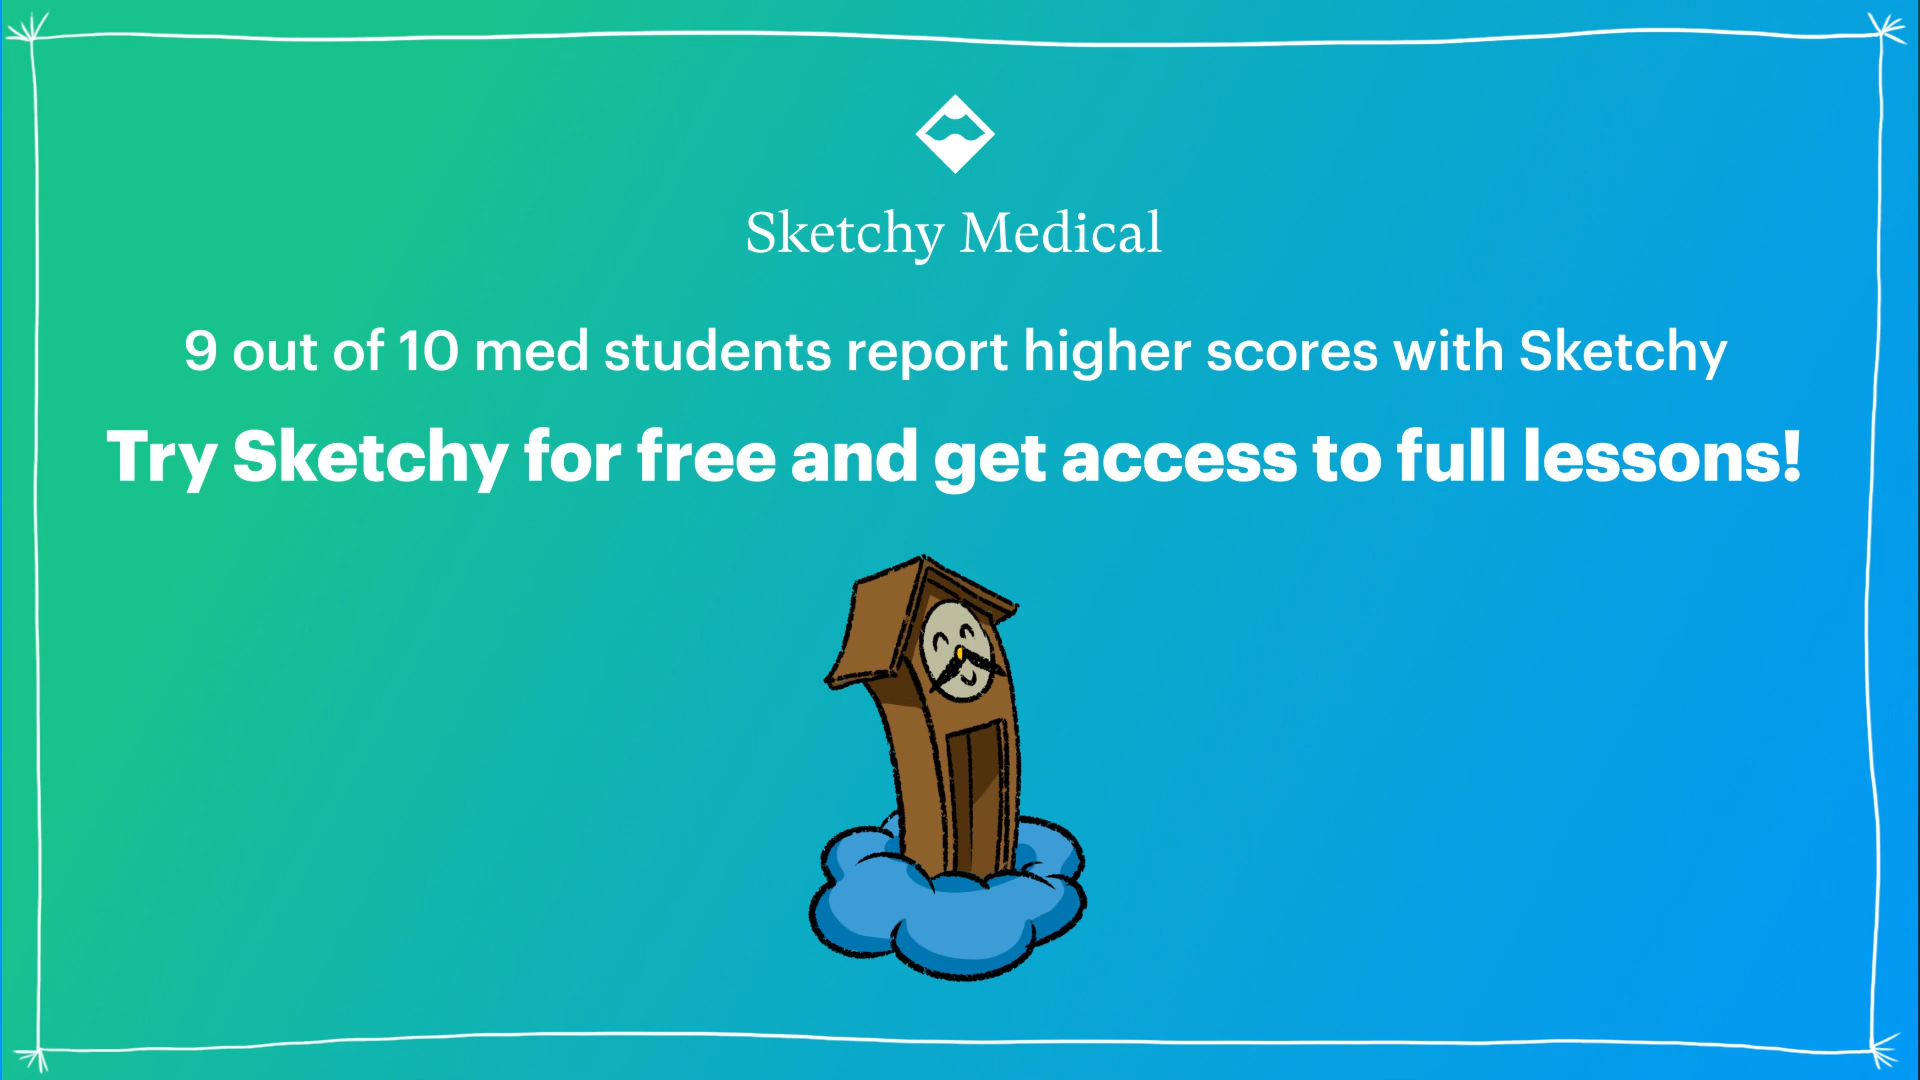 Sketchy Medical
9 out of 10 med students report higher scores with Sketchy
Try Sketchy for free and get access to full lessons!